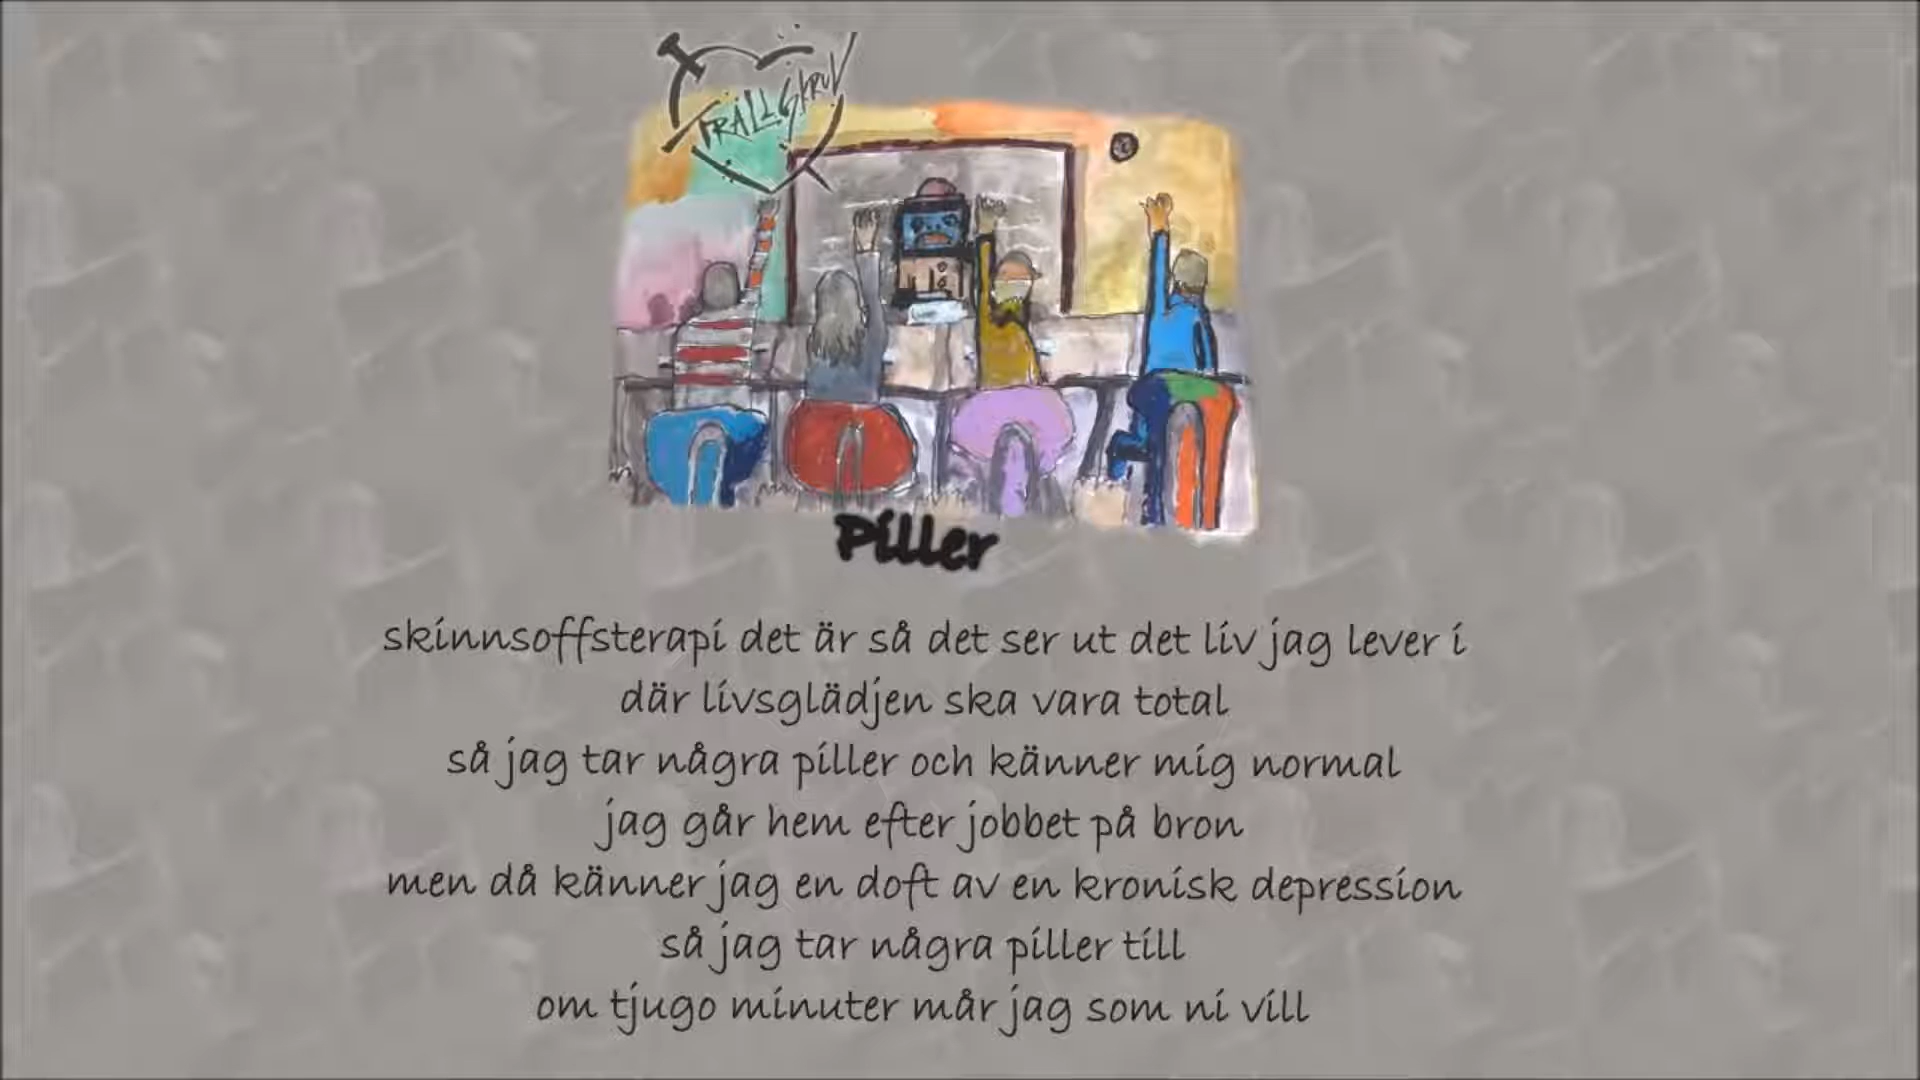 TRALLSKRUV
Piller
skinnsoffsterapi det är så det ser ut det liv jag lever i
där livsglädjen ska vara total
så jag tar några piller och känner mig normal
jag går hem efter jobbet på bron
men då känner jag en doft av en kronisk depression
så jag tar några piller till
om tjugo minuter mår jag som ni vill